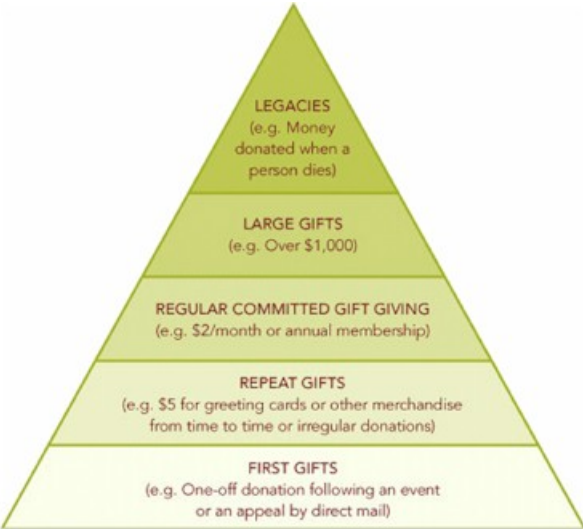 LEGACIES
(e.g. Money
donated when a
person dies)
LARGE GIFTS
(e.g. Over $1,000)
REGULAR COMMITTED GIFT GIVING
(e.g. $2/month or annual membership)
REPEAT GIFTS
(e.g. $5 for greeting cards or other merchandise
from time to time or irregular donations)
FIRST GIFTS
(e.g. One-off donation following an event
or an appeal by direct mail)